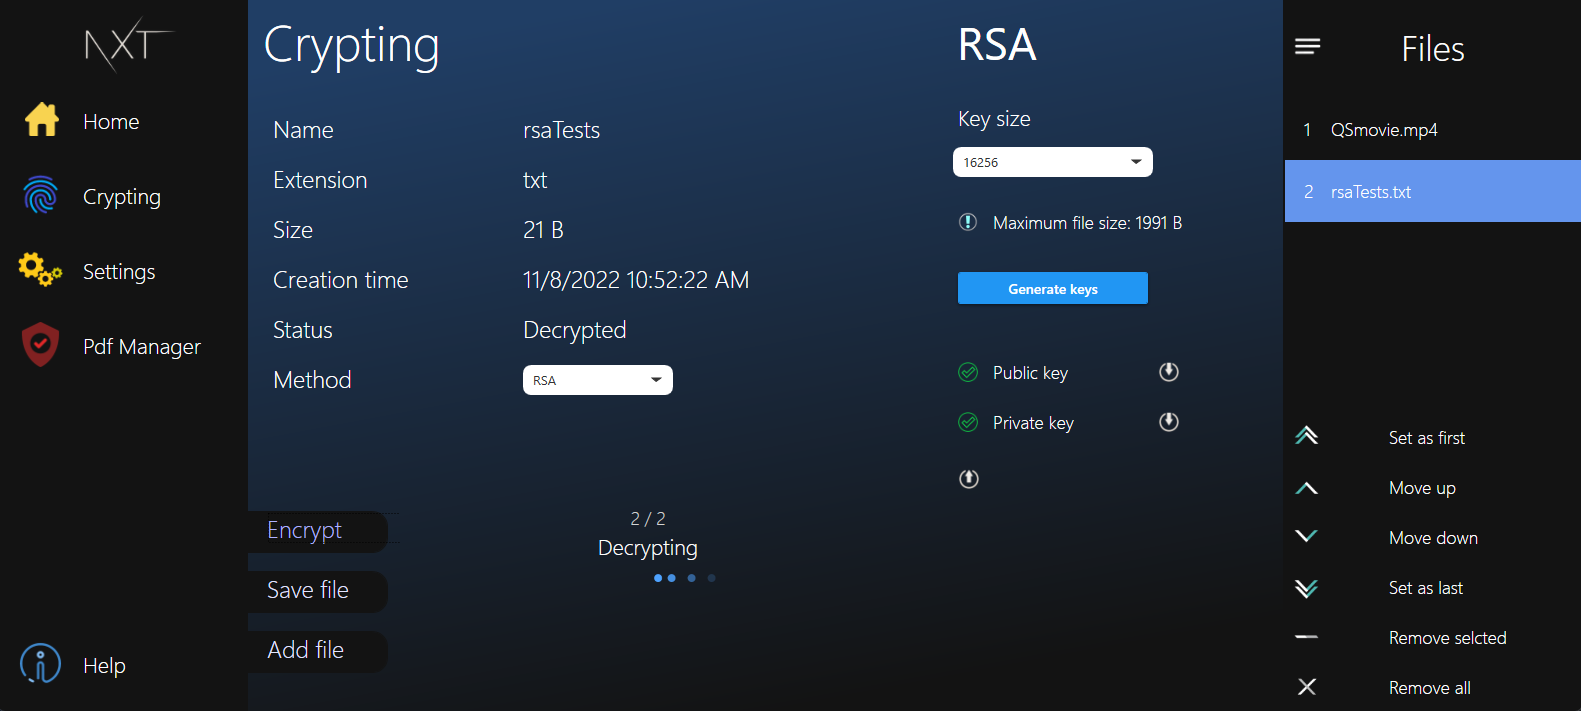 NXT
Home
Crypting
Settings
Pdf Manager
Help
Crypting
Name rsaTests
Extension txt
Size 21 B
Creation time 11/8/2022 10:52:22 AM
Status Decrypted
Method RSA
Encrypt
Save file
Add file
2 / 2
Decrypting
RSA
Key size
16256
Maximum file size: 1991 B
Generate keys
Public key
Private key
Files
1 QSmovie.mp4
2 rsaTests.txt
Set as first
Move up
Move down
Set as last
Remove selcted
Remove all